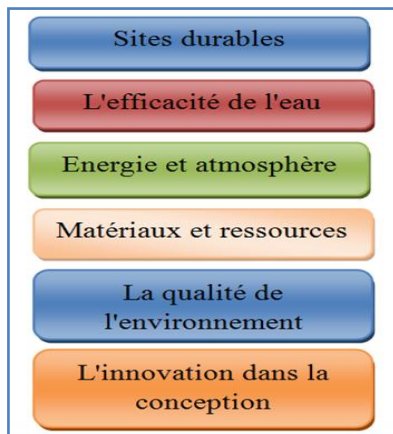 Sites durables
L'efficacité de l'eau
Energie et atmosphère
Matériaux et ressources
La qualité de
l'environnement
L'innovation dans la
conception